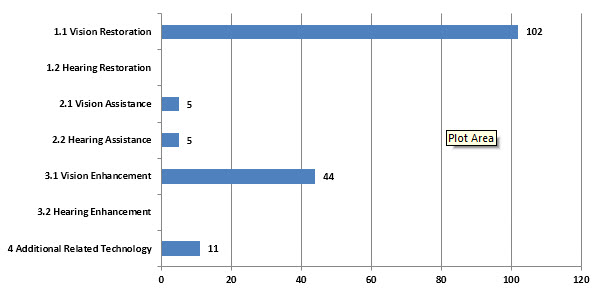 1.1 Vision Restoration 102
1.2 Hearing Restoration
2.1 Vision Assistance 5
2.2 Hearing Assistance 5
Plot Area
3.1 Vision Enhancement 44
3.2 Hearing Enhancement
4 Additional Related Technology 11
0 20 40 60 80 100 120